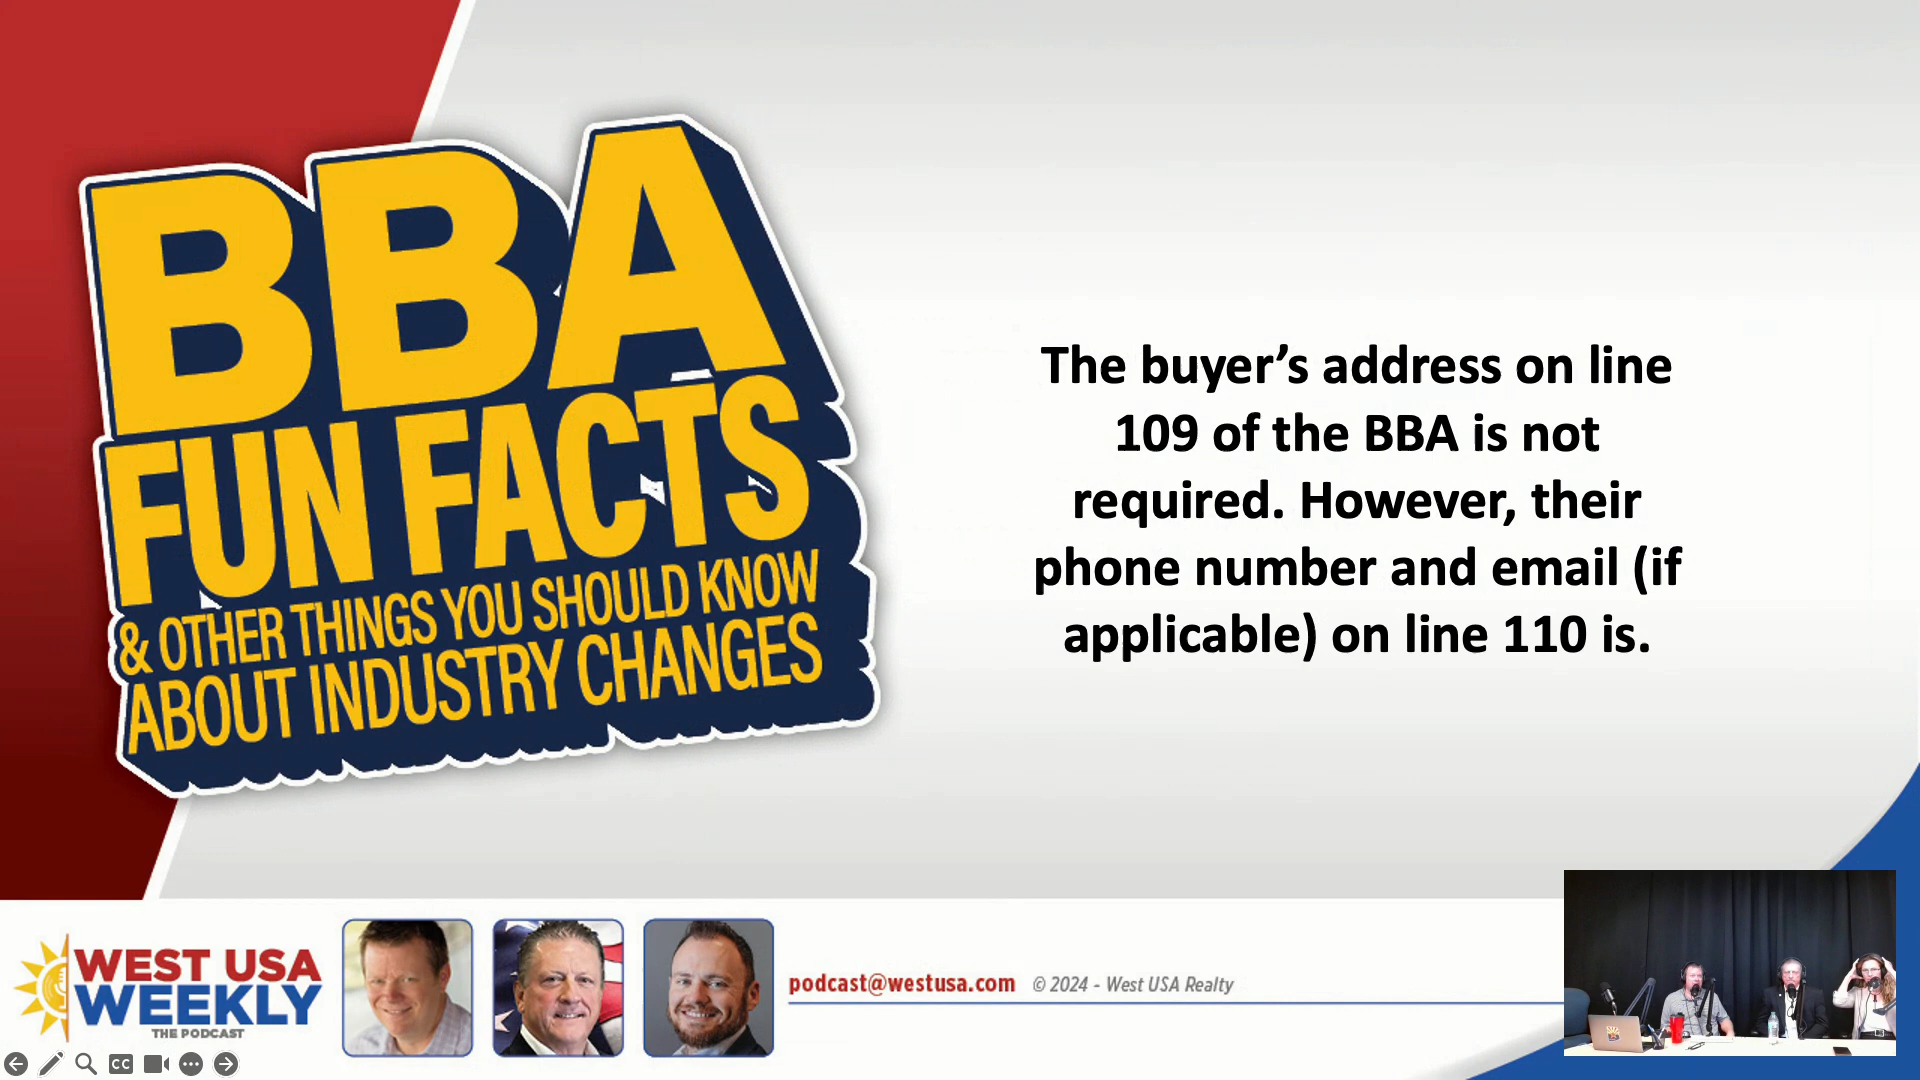 BBA
FUN FACTS
& OTHER THINGS YOU SHOULD KNOW
ABOUT INDUSTRY CHANGES
The buyer’s address on line
109 of the BBA is not
required. However, their
phone number and email (if
applicable) on line 110 is.
WEST USA
WEEKLY
THE PODCAST
podcast@westusa.com © 2024 - West USA Realty
CC